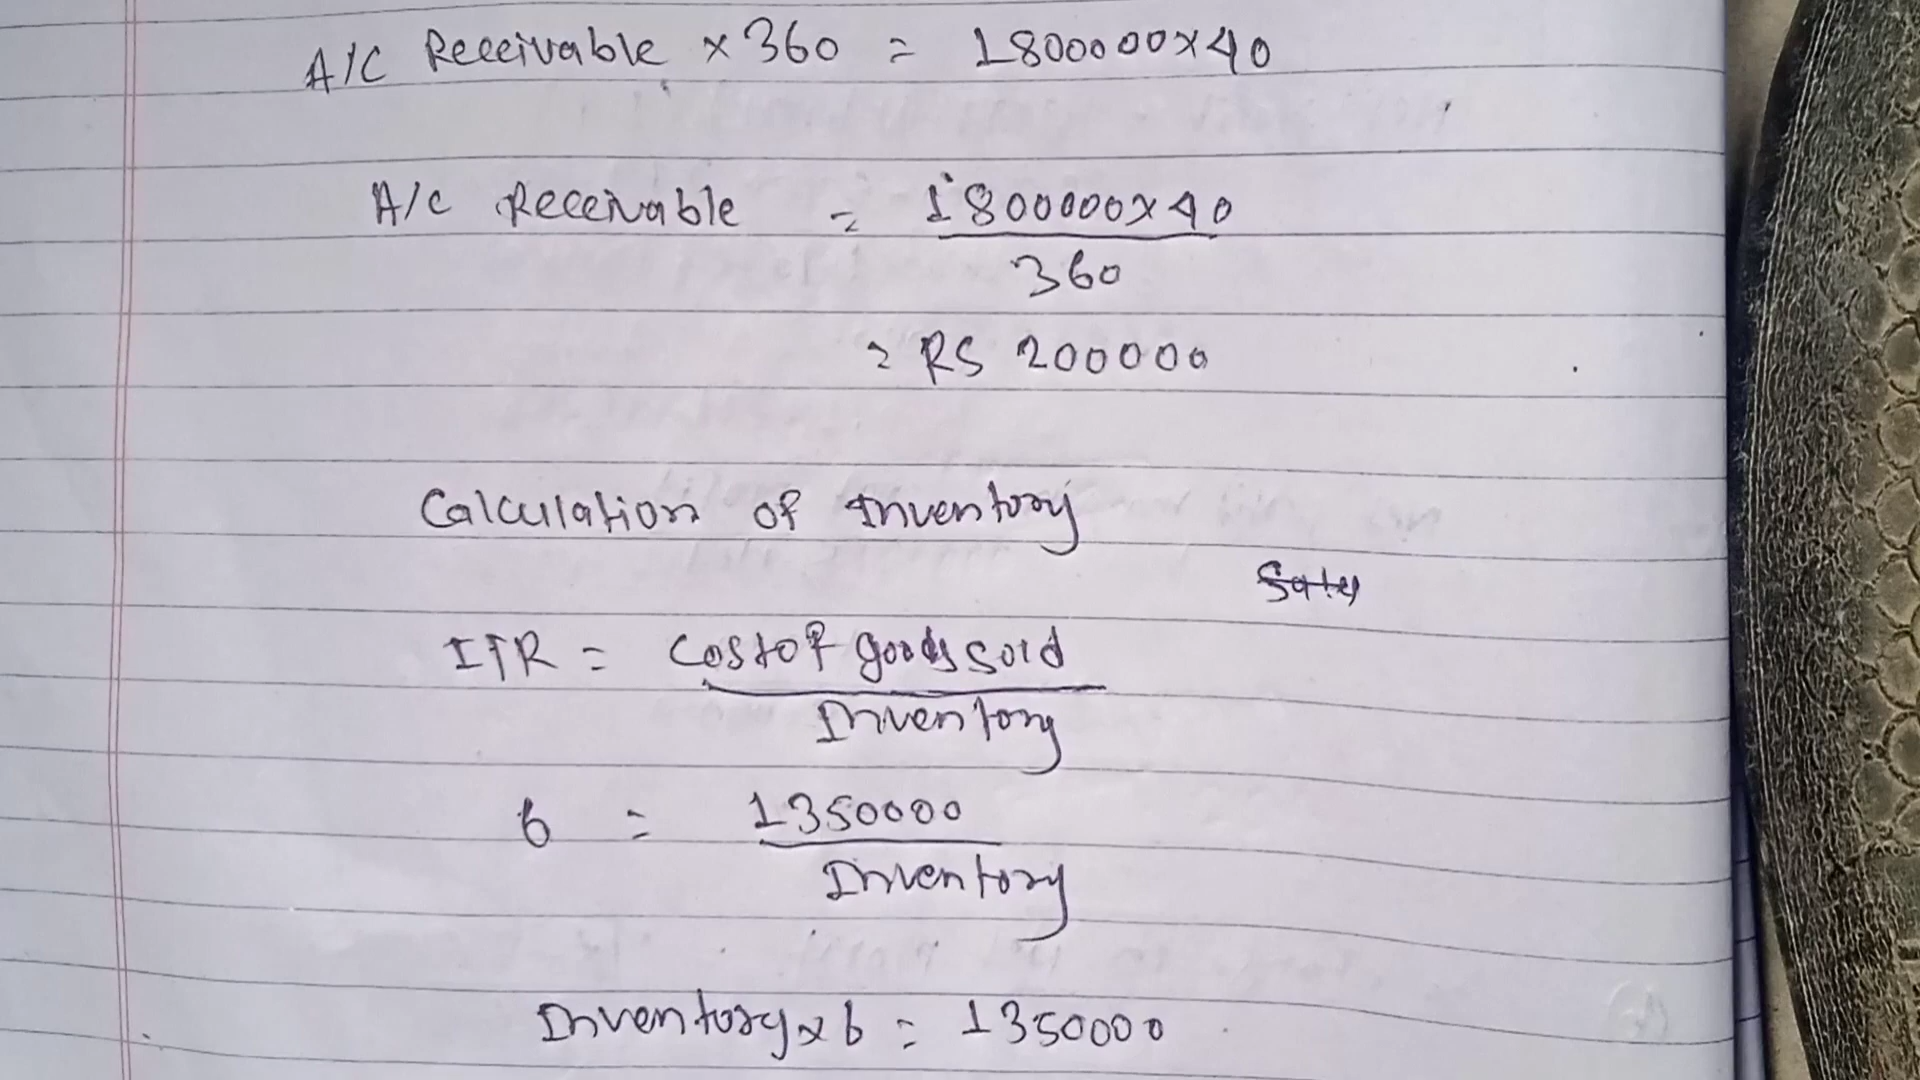 A/C Receivable × 360 = 1800000×40
A/C Receivable = 1800000×40
360
= RS 200000
Calculation of Inventory
Sales
ITR = Cost of goods sold
Inventory
6 = 1350000
Inventory
Inventory × 6 = 1350000